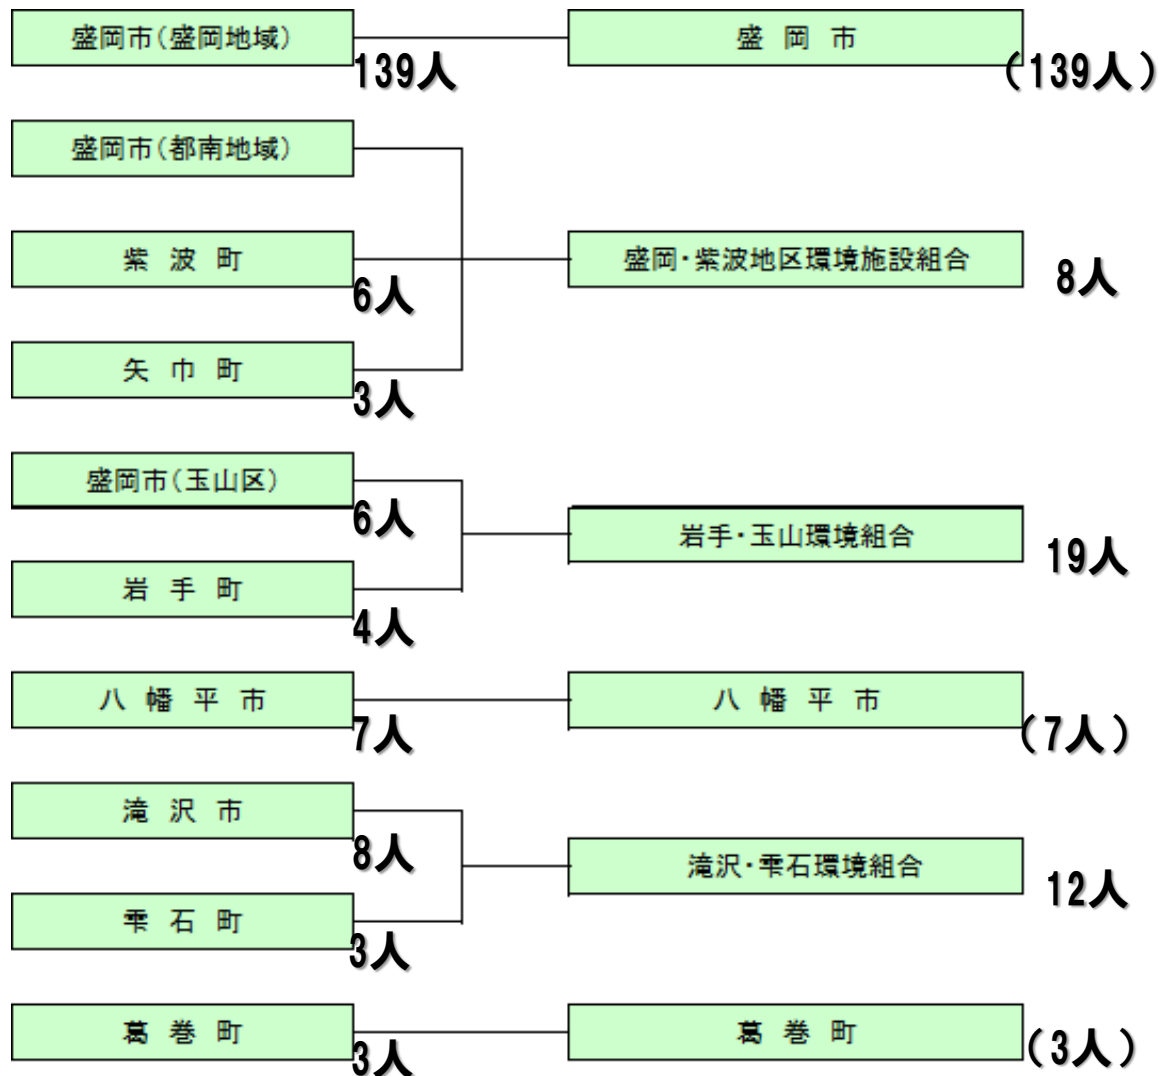 盛岡市(盛岡地域)
139人
盛 岡 市
(139人)
盛岡市(都南地域)
紫 波 町
6人
盛岡・紫波地区環境施設組合
8人
矢 巾 町
3人
盛岡市(玉山区)
6人
岩手・玉山環境組合
19人
岩 手 町
4人
八 幡 平 市
7人
八 幡 平 市
(7人)
滝 沢 市
8人
滝沢・雫石環境組合
12人
雫 石 町
3人
葛 巻 町
3人
葛 巻 町
(3人)